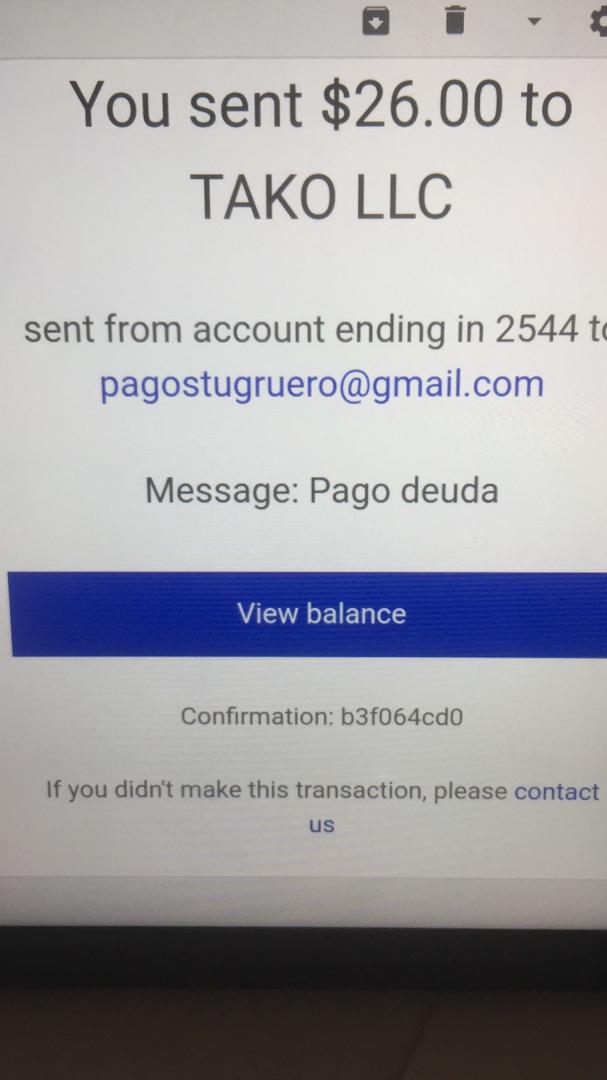 You sent $26.00 to
TAKO LLC
sent from account ending in 2544
pagostugruero@gmail.com
Message: Pago deuda
View balance
Confirmation: b3f064cd0
If you didn't make this transaction, please contact
us